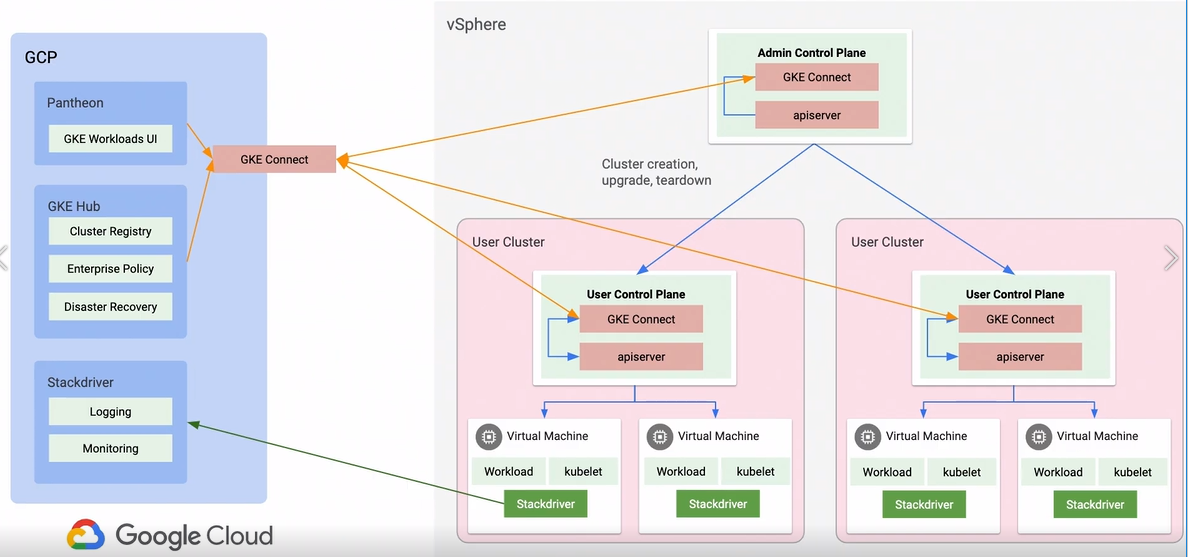 vSphere
GCP
Pantheon
GKE Workloads UI
GKE Hub
Cluster Registry
Enterprise Policy
Disaster Recovery
Stackdriver
Logging
Monitoring
GKE Connect
Admin Control Plane
GKE Connect
apiserver
Cluster creation,
upgrade, teardown
User Cluster
User Control Plane
GKE Connect
apiserver
Virtual Machine
Workload
kubelet
Stackdriver
Virtual Machine
Workload
kubelet
Stackdriver
User Cluster
User Control Plane
GKE Connect
apiserver
Virtual Machine
Workload
kubelet
Stackdriver
Virtual Machine
Workload
kubelet
Stackdriver
Google Cloud